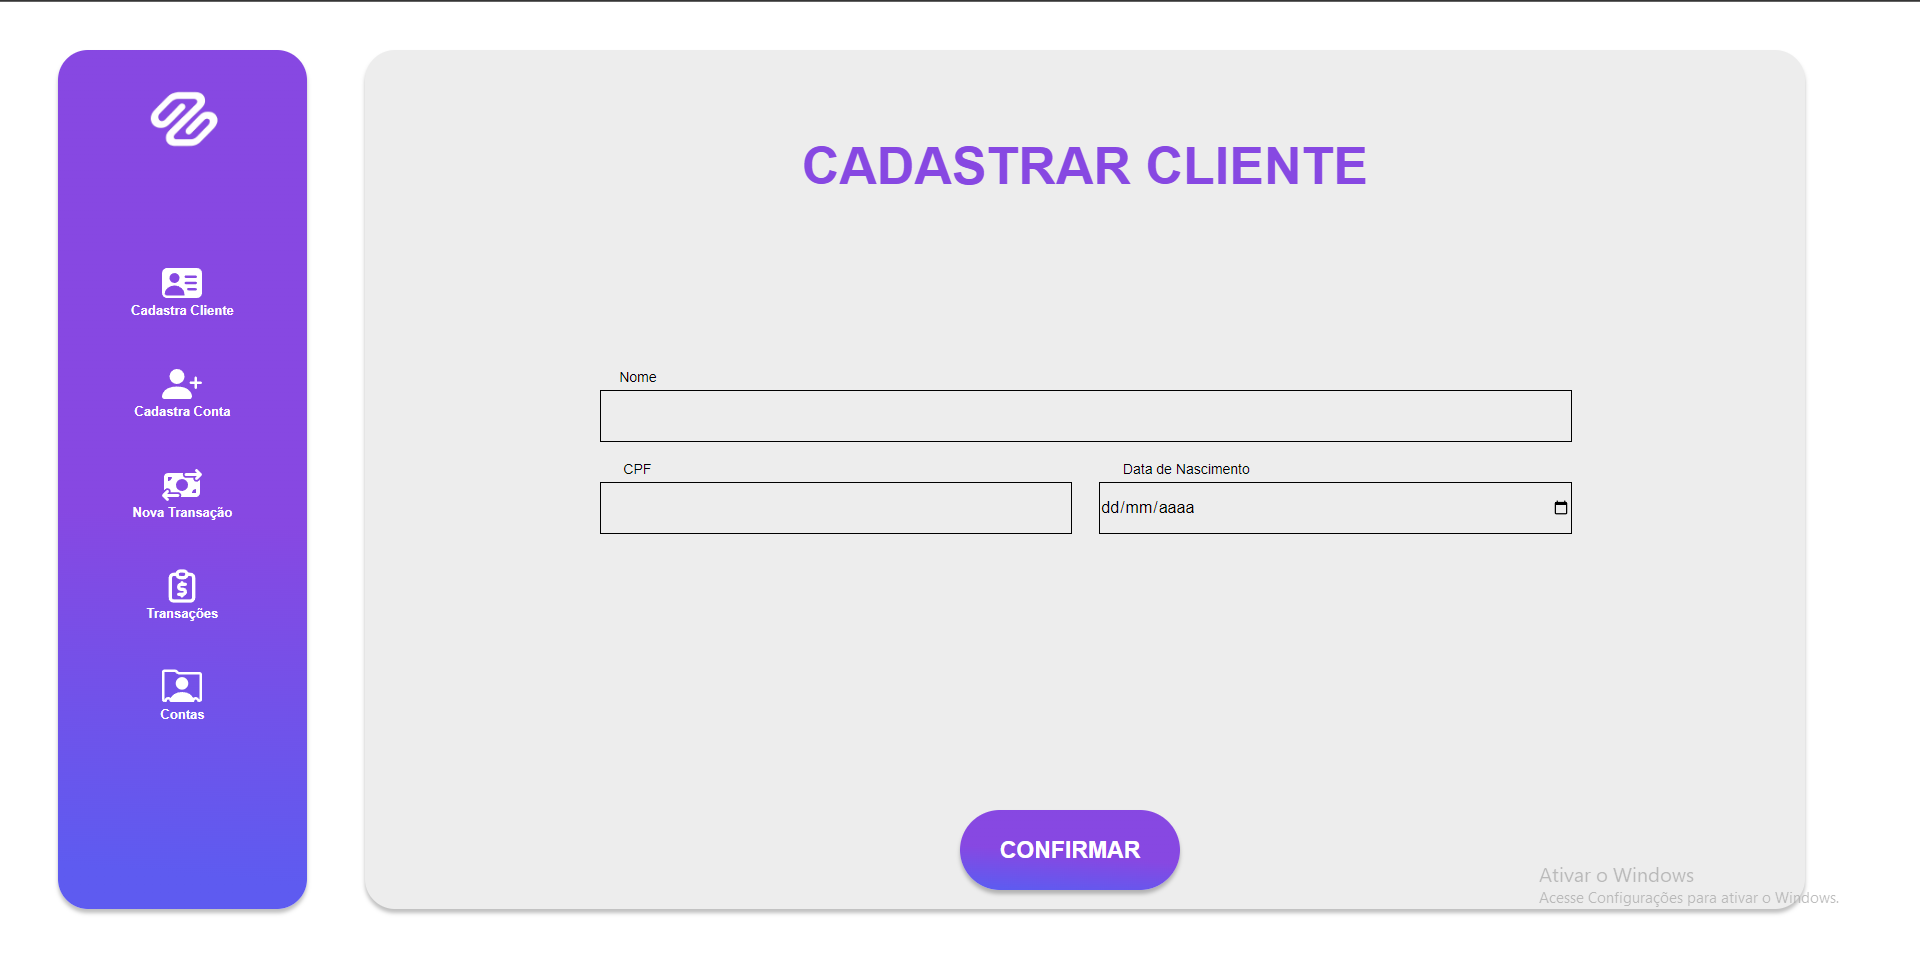 Cadastra Cliente
Cadastra Conta
Nova Transação
Transações
Contas
CADASTRAR CLIENTE
Nome
CPF
Data de Nascimento
dd/mm/aaaa
CONFIRMAR
Ativar o Windows
Acesse Configurações para ativar o Windows.